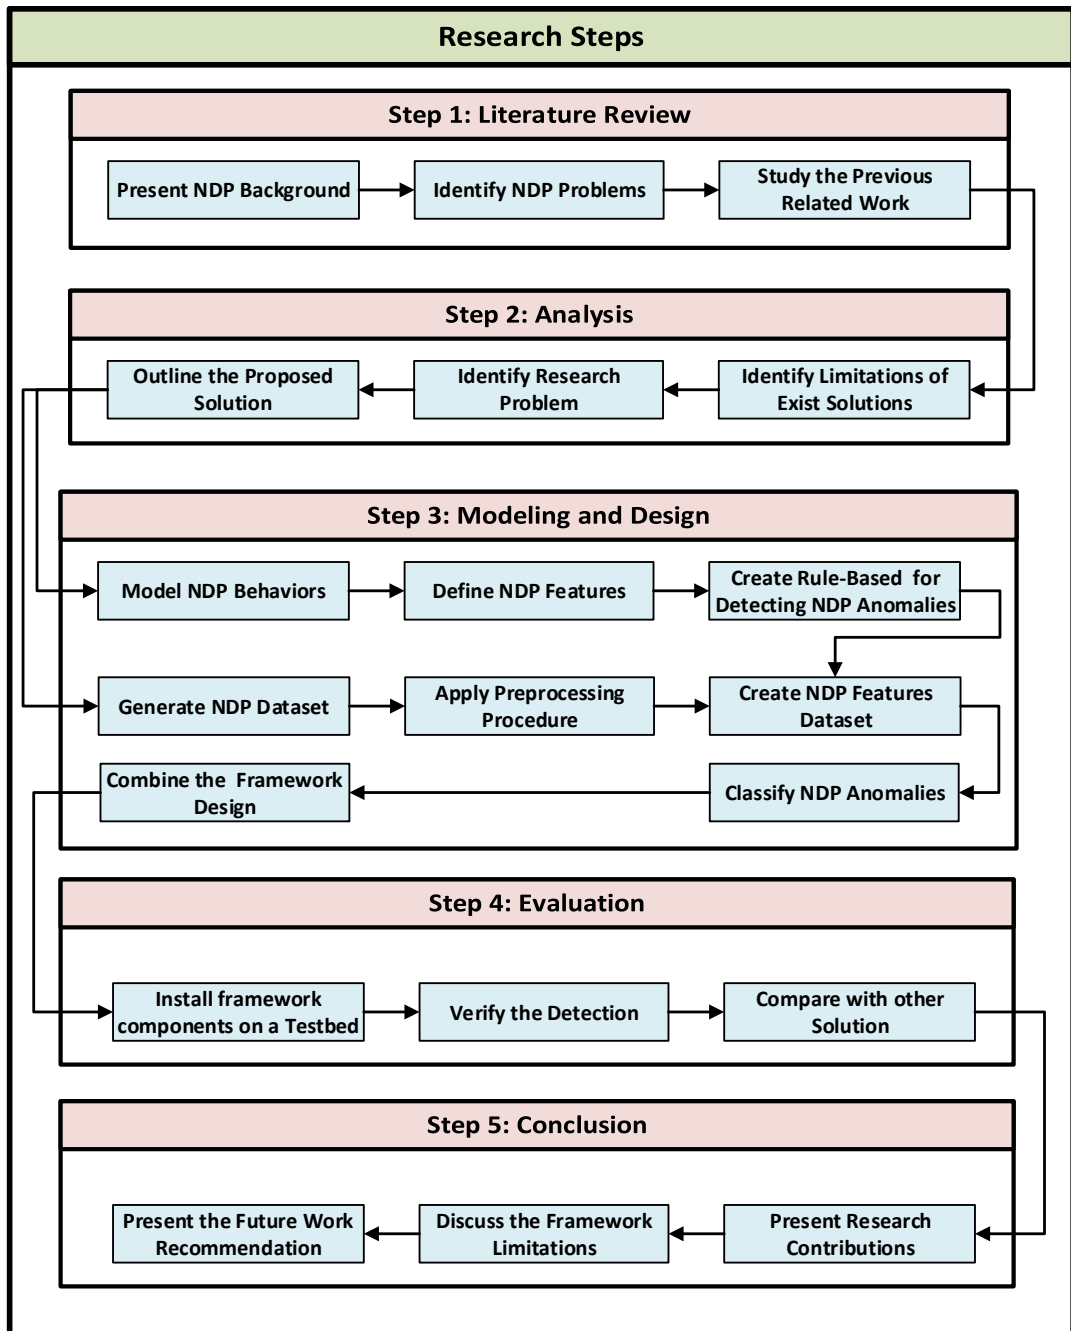 Research Steps
Step 1: Literature Review
Present NDP Background
Identify NDP Problems
Study the Previous
Related Work
Step 2: Analysis
Outline the Proposed
Solution
Identify Research
Problem
Identify Limitations of
Exist Solutions
Step 3: Modeling and Design
Model NDP Behaviors
Define NDP Features
Create Rule-Based for
Detecting NDP Anomalies
Generate NDP Dataset
Apply Preprocessing
Procedure
Create NDP Features
Dataset
Combine the Framework
Design
Classify NDP Anomalies
Step 4: Evaluation
Install framework
components on a Testbed
Verify the Detection
Compare with other
Solution
Step 5: Conclusion
Present the Future Work
Recommendation
Discuss the Framework
Limitations
Present Research
Contributions